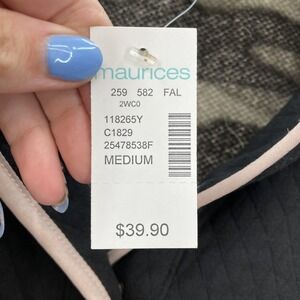 maurices
259 582 FAL
2WC0
118265Y
C1829
25478538F
MEDIUM
$39.90